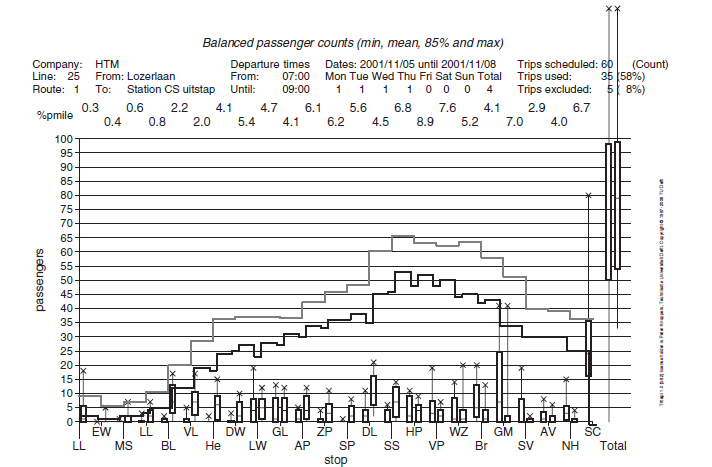 Balanced passenger counts (min, mean, 85% and max)
Company: HTM Departure times Dates: 2001/11/05 until 2001/11/08 Trips scheduled: 60 (Count)
Line: 25 From: Lozerlaan From: 07:00 Mon Tue Wed Thu Fri Sat Sun Total Trips used: 35 (58%)
Route: 1 To: Station CS uitstap Until: 09:00 1 1 1 1 0 0 0 4 Trips excluded: 5 ( 8%)
%pmile 0.3 0.6 2.2 4.1 4.7 6.1 5.6 6.8 7.6 4.1 2.9 6.7
0.4 0.8 2.0 5.4 4.1 6.2 4.5 8.9 5.2 7.0 4.0
100
95
90
85
80
75
70
65
60
55
50
45
40
35
30
25
20
15
10
5
0
passengers
EW LL VL DW GL ZP DL HP WZ GM AV SC
LL MS BL He LW AP SP SS VP Br SV NH Total
stop